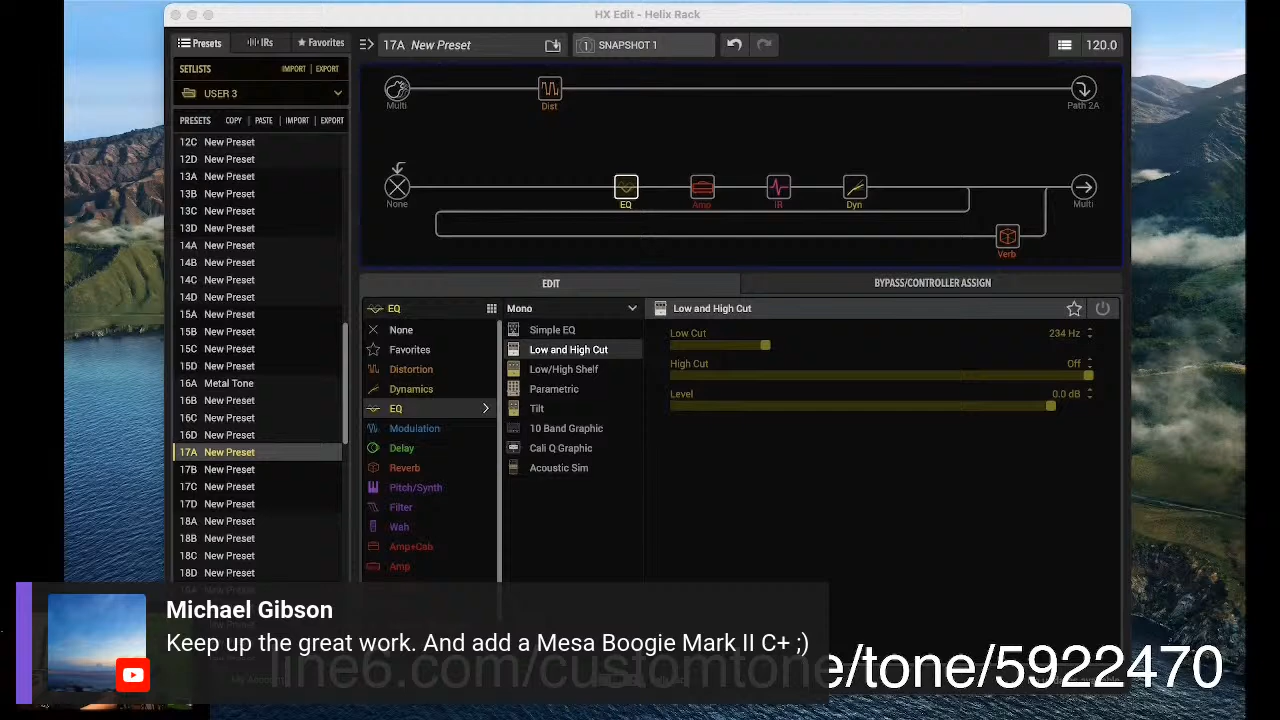 HX Edit - Helix Rack
Presets
IRs
Favorites
17A New Preset
1 SNAPSHOT 1
120.0
SETLISTS IMPORT | EXPORT
USER 3
PRESETS COPY | PASTE | IMPORT | EXPORT
12C New Preset
12D New Preset
13A New Preset
13B New Preset
13C New Preset
13D New Preset
14A New Preset
14B New Preset
14C New Preset
14D New Preset
15A New Preset
15B New Preset
15C New Preset
15D New Preset
16A Metal Tone
16B New Preset
16C New Preset
16D New Preset
17A New Preset
17B New Preset
17C New Preset
17D New Preset
18A New Preset
18B New Preset
18C New Preset
18D New Preset
Multi
Dist
Path 2A
None
EQ
Amp
IR
Dyn
Multi
Verb
EDIT
BYPASS/CONTROLLER ASSIGN
EQ
None
Favorites
Distortion
Dynamics
EQ
Modulation
Delay
Reverb
Pitch/Synth
Filter
Wah
Amp+Cab
Amp
Mono
Simple EQ
Low and High Cut
Low/High Shelf
Parametric
Tilt
10 Band Graphic
Cali Q Graphic
Acoustic Sim
Low and High Cut
Low Cut 234 Hz
High Cut Off
Level 0.0 dB
Michael Gibson
Keep up the great work. And add a Mesa Boogie Mark II C+ ;)
line6.com/customtone/tone/5922470